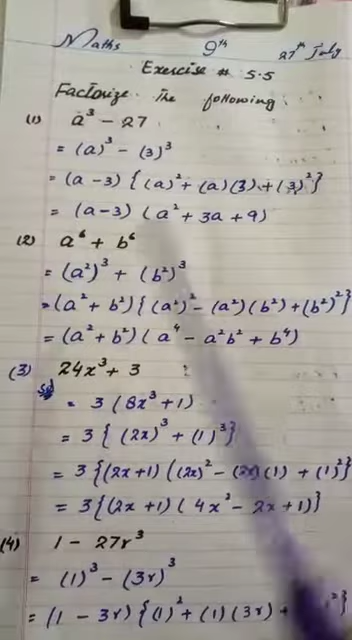 Maths 9th 27th July
Exercise # 5.5
Factorize The following
(1) a³ - 27
= (a)³ - (3)³
= (a-3) {(a)² + (a)(3) + (3)²}
= (a-3) (a² + 3a + 9)
(2) a⁶ + b⁶
= (a²)³ + (b²)³
= (a² + b²) {(a²)² - (a²)(b²) + (b²)²}
= (a² + b²) (a⁴ - a²b² + b⁴)
(3) 24x³ + 3
Sol
= 3 (8x³ + 1)
= 3 { (2x)³ + (1)³}
= 3 {(2x+1) ((2x)² - (2x)(1) + (1)²}
= 3 {(2x+1) (4x² - 2x + 1)}
(4) 1 - 27r³
= (1)³ - (3r)³
= (1 - 3r) {(1)² + (1)(3r) + ²}